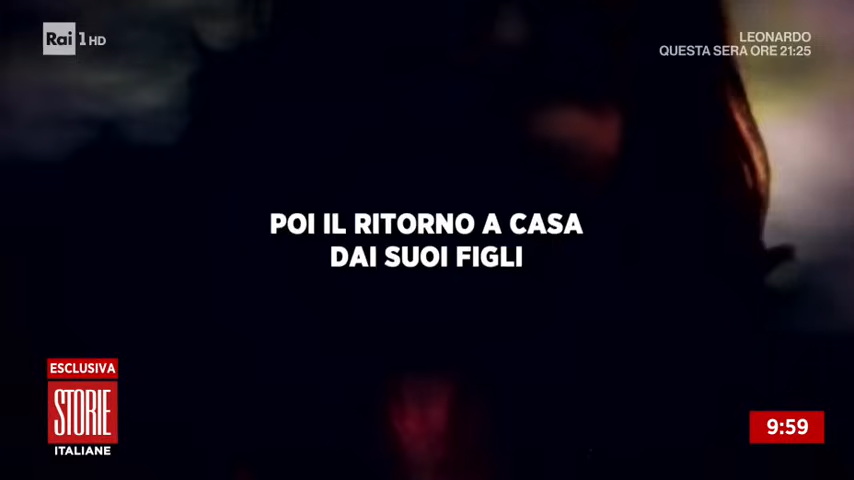 Rai 1 HD
LEONARDO
QUESTA SERA ORE 21:25
POI IL RITORNO A CASA
DAI SUOI FIGLI
ESCLUSIVA
STORIE
ITALIANE
9:59